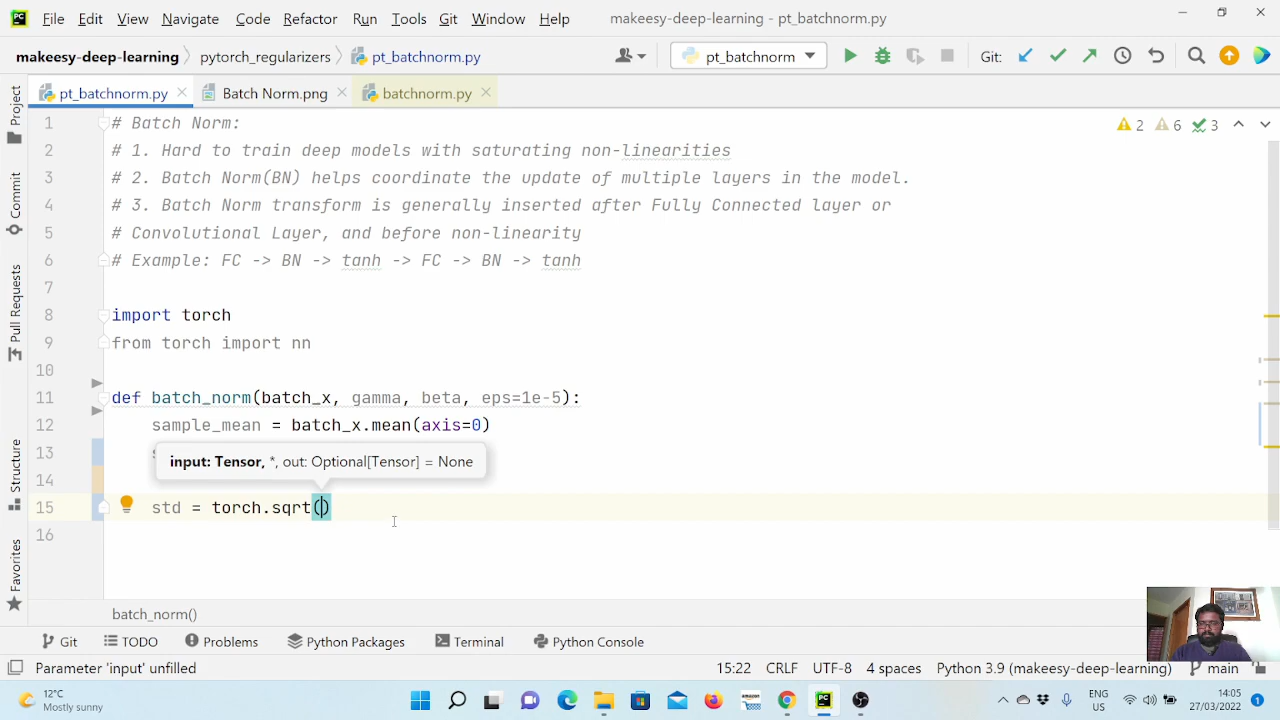 PC File Edit View Navigate Code Refactor Run Tools Git Window Help makeesy-deep-learning - pt_batchnorm.py
makeesy-deep-learning pytorch_regularizers pt_batchnorm.py pt_batchnorm Git:
pt_batchnorm.py Batch Norm.png batchnorm.py
Project
Commit
Pull Requests
Structure
Favorites
2 6 3
1 # Batch Norm:
2 # 1. Hard to train deep models with saturating non-linearities
3 # 2. Batch Norm(BN) helps coordinate the update of multiple layers in the model.
4 # 3. Batch Norm transform is generally inserted after Fully Connected layer or
5 # Convolutional Layer, and before non-linearity
6 # Example: FC -> BN -> tanh -> FC -> BN -> tanh
7
8 import torch
9 from torch import nn
10
11 def batch_norm(batch_x, gamma, beta, eps=1e-5):
12 sample_mean = batch_x.mean(axis=0)
13
input: Tensor, *, out: Optional[Tensor] = None
14
15 std = torch.sqrt()
16
batch_norm()
Git TODO Problems Python Packages Terminal Python Console
Parameter 'input' unfilled 15:22 CRLF UTF-8 4 spaces Python 3.9 (makeesy-deep-learning) main
12°C
Mostly sunny
ENG
US
14:05
27/03/2022
1